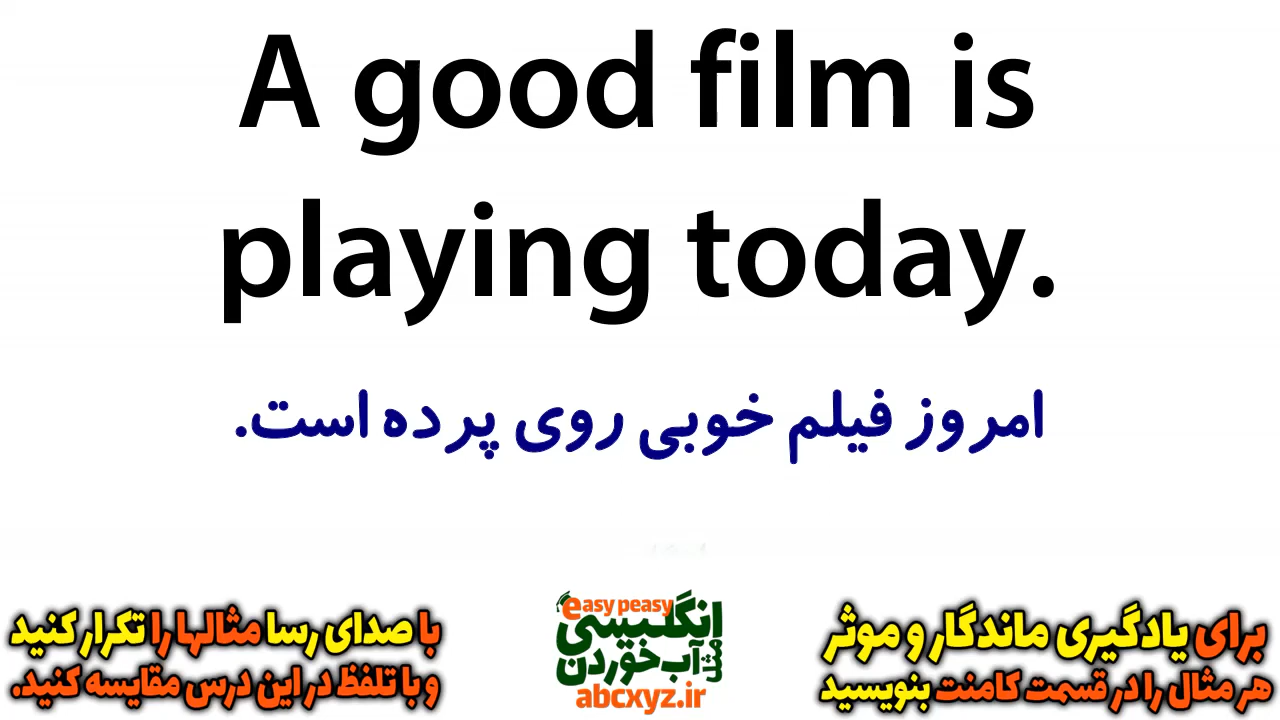 A good film is
playing today.
امروز فیلم خوبی روی پرده است.
برای یادگیری ماندگار و موثر
هر مثال را در قسمت کامنت بنویسید
easy peasy
انگلیسی
مثل آب خوردن
abcxyz.ir
با صدای رسا مثالها را تکرار کنید
و با تلفظ در این درس مقایسه کنید.